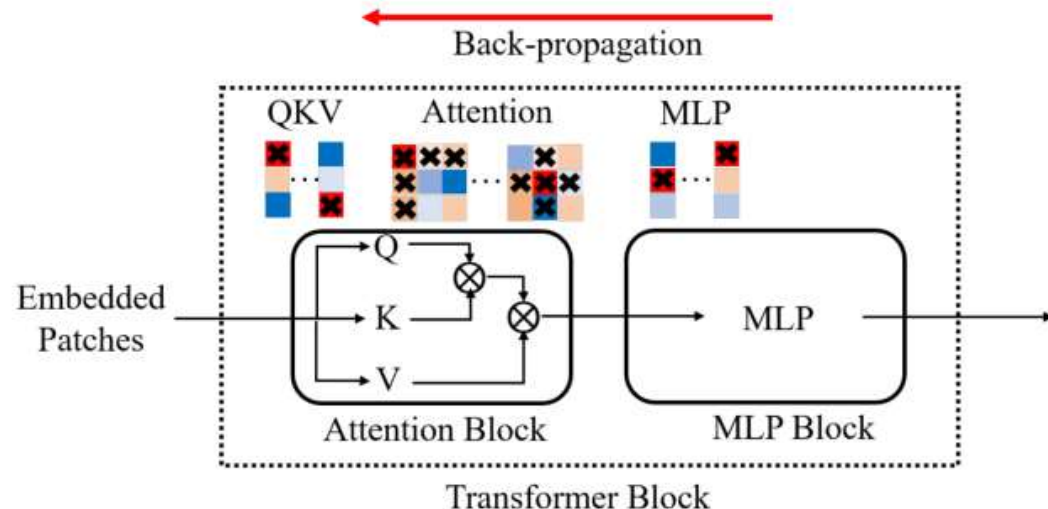 Back-propagation
QKV
Attention
MLP
Q
K
V
Embedded
Patches
MLP
Attention Block
MLP Block
Transformer Block